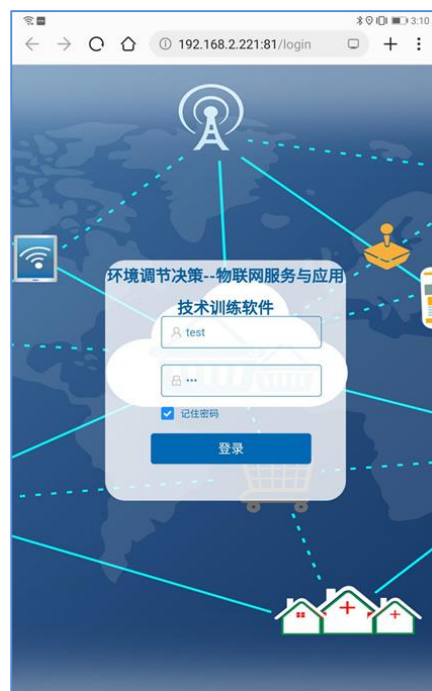 3:10
192.168.2.221:81/login
环境调节决策--物联网服务与应用
技术训练软件
test
•••
记住密码
登录